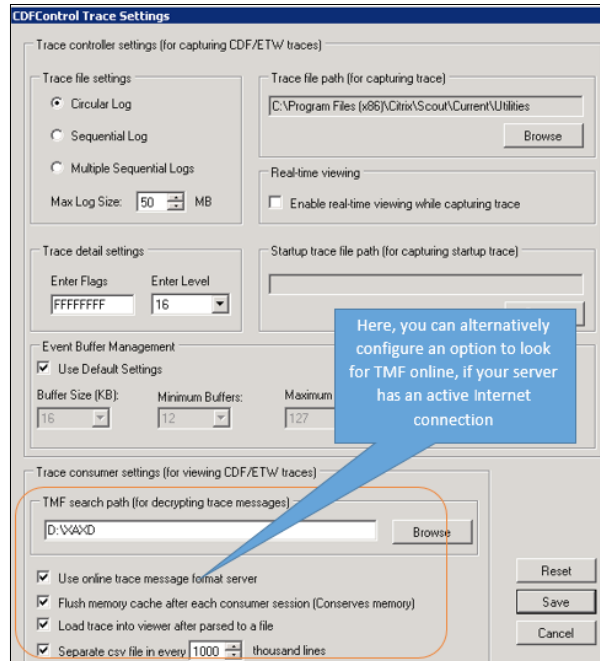 CDFControl Trace Settings
Trace controller settings (for capturing CDF/ETW traces)
Trace file settings
Circular Log
Sequential Log
Multiple Sequential Logs
Max Log Size: 50 MB
Trace file path (for capturing trace)
C:\Program Files (x86)\Citrix\Scout\Current\Utilities
Browse
Real-time viewing
Enable real-time viewing while capturing trace
Trace detail settings
Enter Flags Enter Level
FFFFFFFF 16
Startup trace file path (for capturing startup trace)
Here, you can alternatively
configure an option to look
for TMF online, if your server
has an active Internet
connection
Event Buffer Management
Use Default Settings
Buffer Size (KB): Minimum Buffers: Maximum
16 12 127
Trace consumer settings (for viewing CDF/ETW traces)
TMF search path (for decrypting trace messages)
D:\XAXD
Browse
Use online trace message format server
Flush memory cache after each consumer session (Conserves memory)
Load trace into viewer after parsed to a file
Separate csv file in every 1000 thousand lines
Reset
Save
Cancel